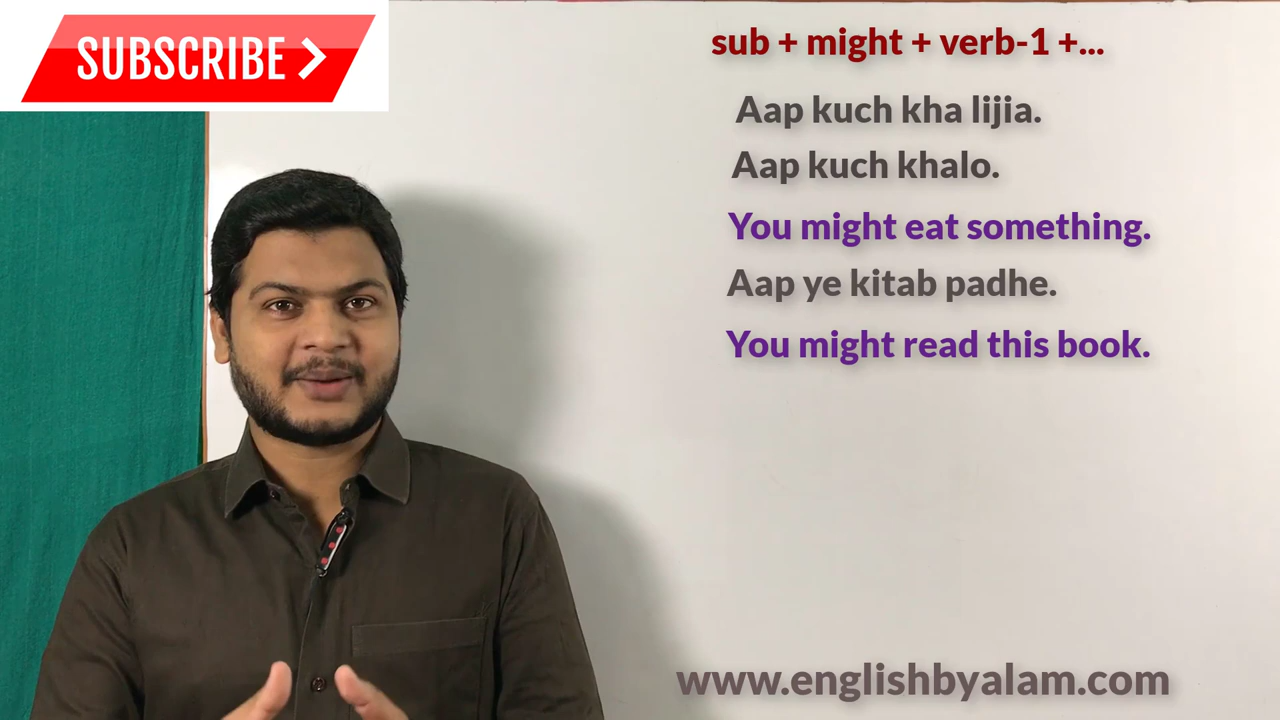 SUBSCRIBE
sub + might + verb-1 +...
Aap kuch kha lijia.
Aap kuch khalo.
You might eat something.
Aap ye kitab padhe.
You might read this book.
www.englishbyalam.com